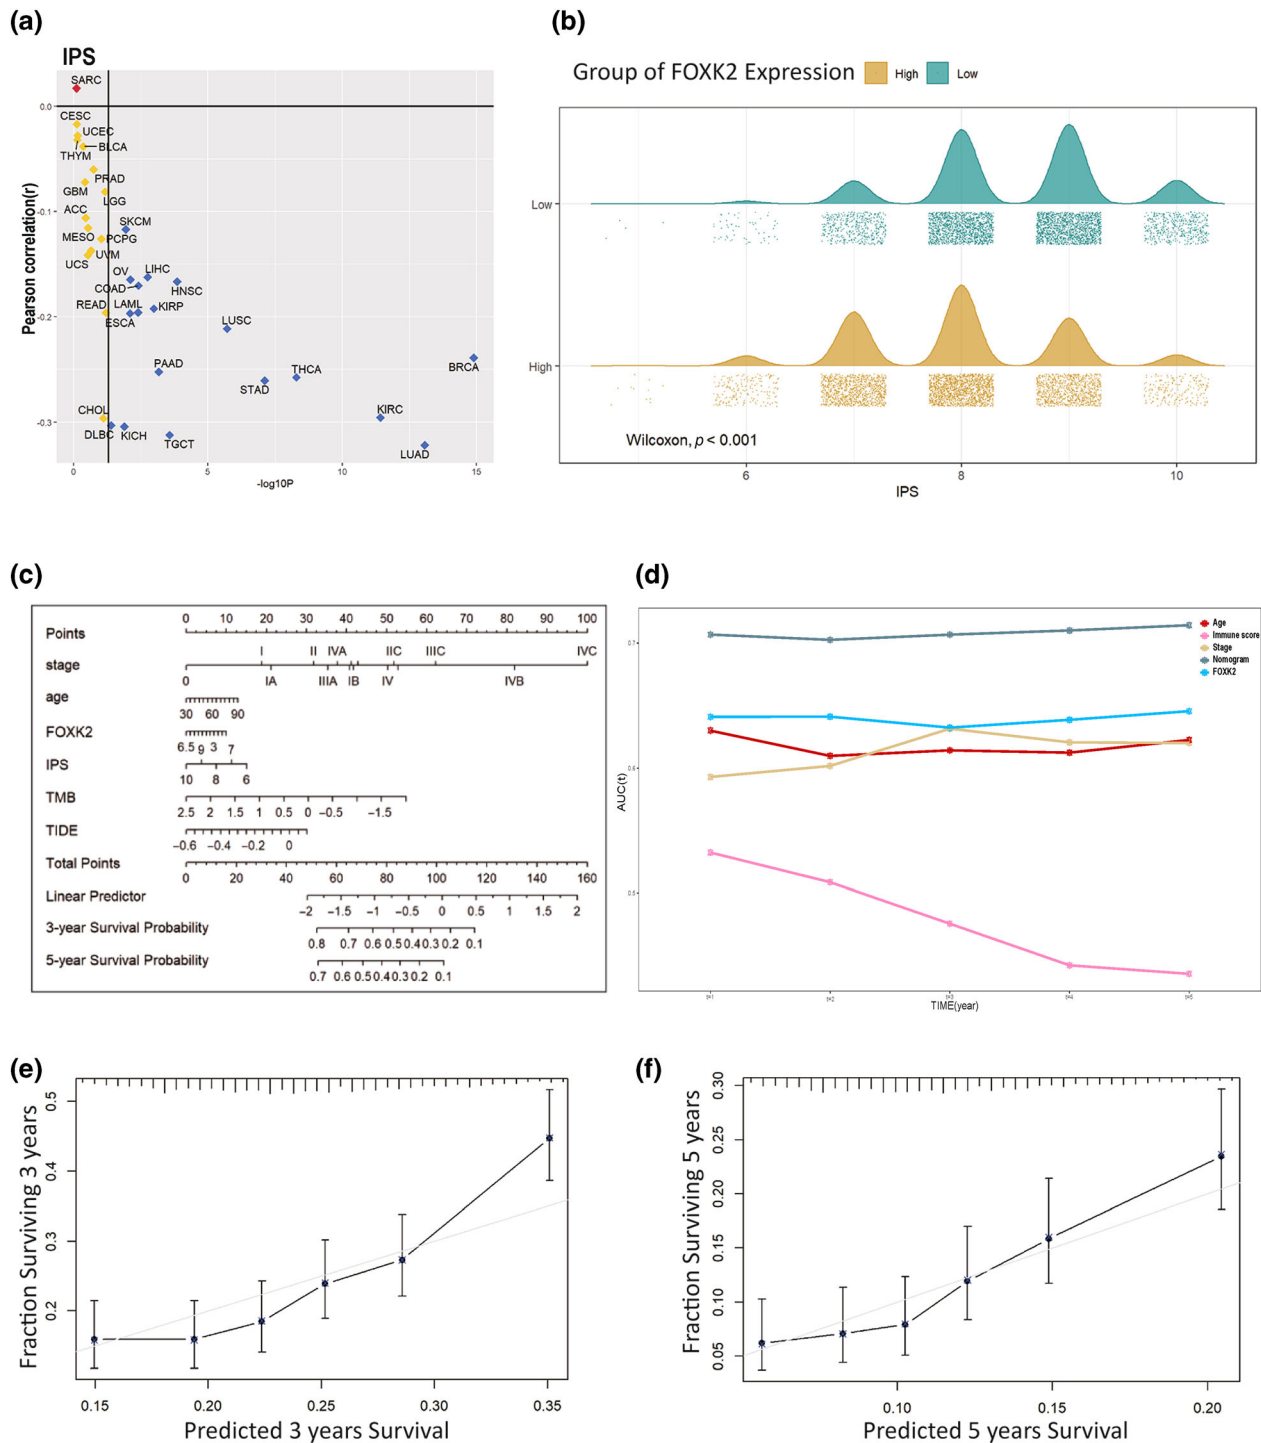 (a)
IPS
SARC
0.0
CESC
UCEC
BLCA
THYM
PRAD
GBM
LGG
ACC
-0.1
SKCM
MESO
PCPG
UVM
UCS
OV
LIHC
COAD
HNSC
READ
LAML
KIRP
ESCA
-0.2
LUSC
PAAD
THCA
BRCA
STAD
CHOL
KIRC
-0.3
DLBC
KICH
TGCT
LUAD
0 5 10 15
-log10P
Pearson correlation(r)
(b)
Group of FOXK2 Expression High Low
Low
High
Wilcoxon, p < 0.001
6 8 10
IPS
(c)
0 10 20 30 40 50 60 70 80 90 100
Points
I II IVA IIC IIIC IVC
stage
0 IA IIIA IB IV IVB
age
30 60 90
FOXK2
6.5 9 3 7
IPS
10 8 6
TMB
2.5 2 1.5 1 0.5 0 −0.5 −1.5
TIDE
−0.6 −0.4 −0.2 0
Total Points
0 20 40 60 80 100 120 140 160
Linear Predictor
−2 −1.5 −1 −0.5 0 0.5 1 1.5 2
3-year Survival Probability
0.8 0.7 0.6 0.5 0.4 0.3 0.2 0.1
5-year Survival Probability
0.7 0.6 0.5 0.4 0.3 0.2 0.1
(d)
Age
Immune score
Stage
Nomogram
FOXK2
0.7
0.6
0.5
AUC(t)
t=1 t=2 t=3 t=4 t=5
TIME(year)
(e)
Fraction Surviving 3 years
0.5
0.4
0.3
0.2
0.15 0.20 0.25 0.30 0.35
Predicted 3 years Survival
(f)
Fraction Surviving 5 years
0.30
0.25
0.20
0.15
0.10
0.05
0.10 0.15 0.20
Predicted 5 years Survival